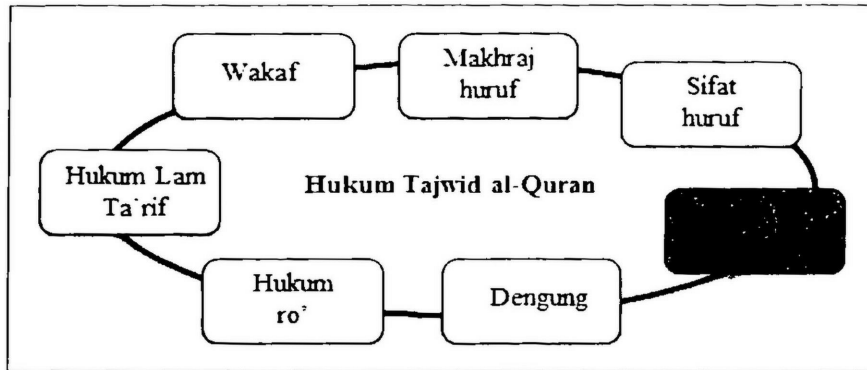 Wakaf
Makhraj
huruf
Sifat
huruf
Hukum Lam
Ta'rif
Hukum Tajwid al-Quran
Hukum
ro'
Dengung